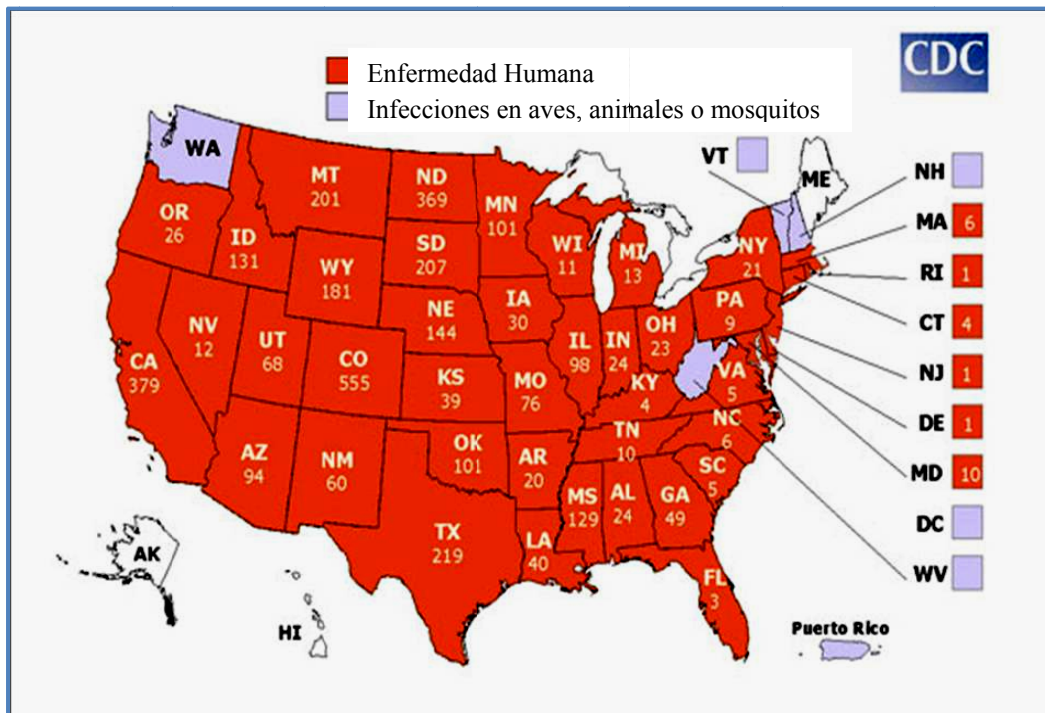 CDC
Enfermedad Humana
Infecciones en aves, animales o mosquitos
WA
VT
NH
ME
MT
201
ND
369
MN
101
OR
26
ID
131
WY
181
SD
207
WI
11
MI
13
NY
21
MA 6
RI 1
CT 4
NJ 1
DE 1
MD 10
DC
WV
NV
12
UT
68
CO
555
NE
144
IA
30
IL
98
IN
24
OH
23
PA
9
CA
379
KS
39
MO
76
KY
4
VA
5
NC
6
TN
10
SC
5
AZ
94
NM
60
OK
101
AR
20
MS
129
AL
24
GA
49
TX
219
LA
40
FL
3
AK
HI
Puerto Rico